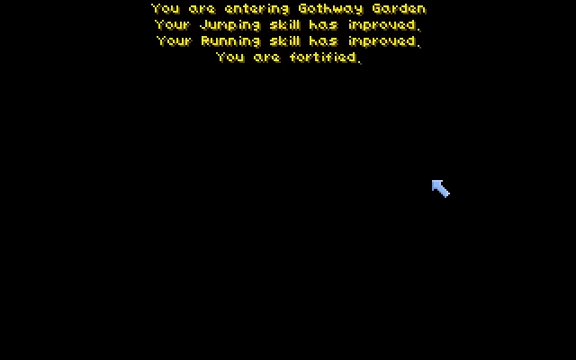 You are entering Gothway Garden
Your Jumping skill has improved.
Your Running skill has improved.
You are fortified.